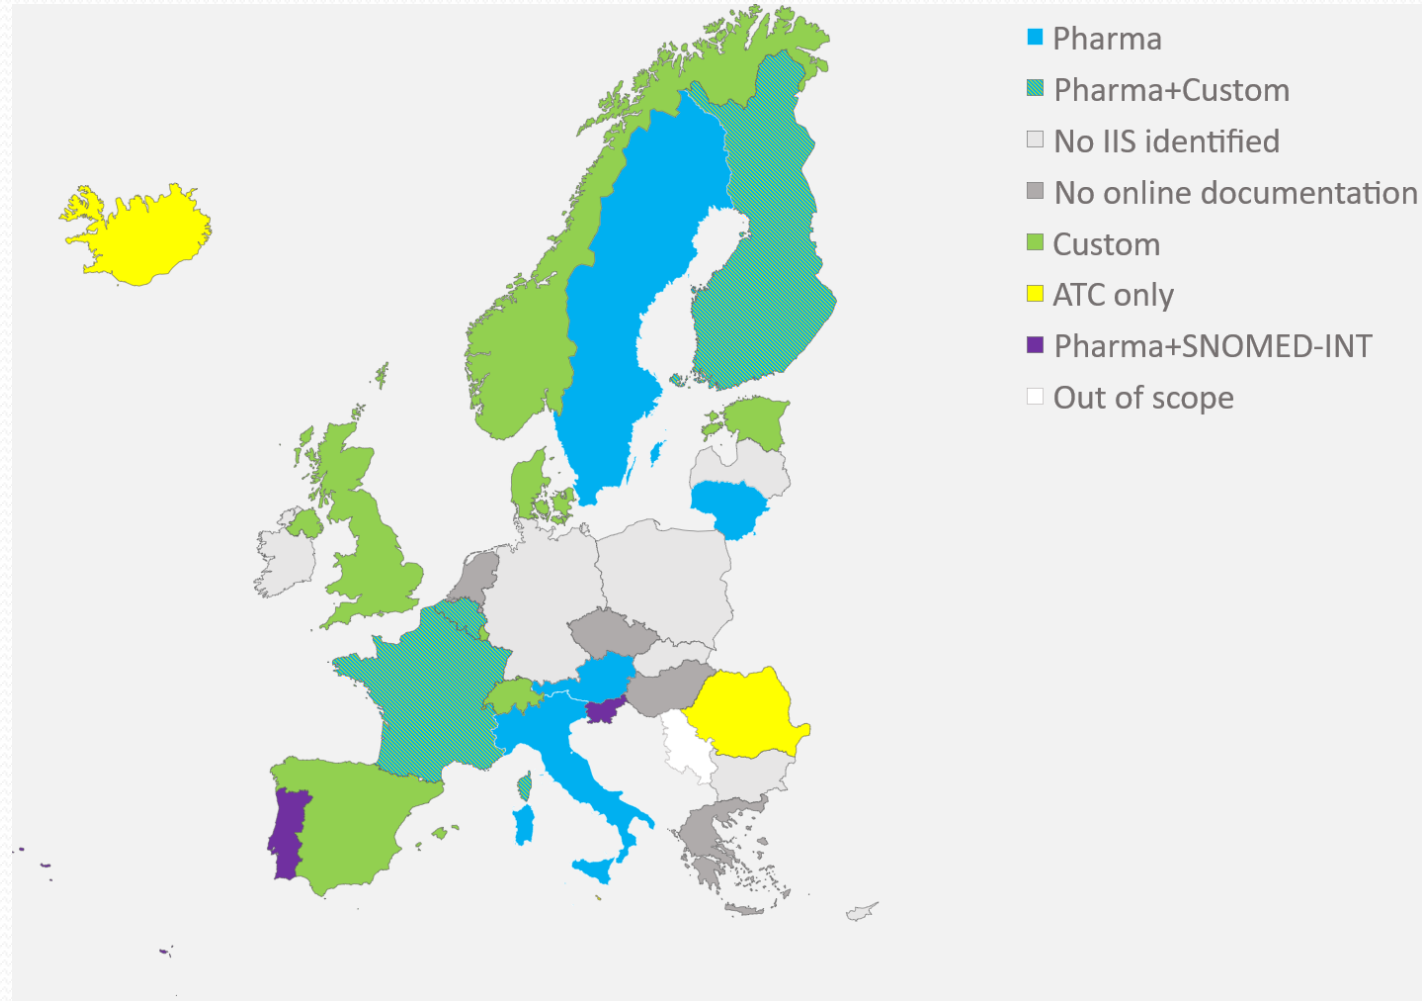 Pharma
Pharma+Custom
No IIS identified
No online documentation
Custom
ATC only
Pharma+SNOMED-INT
Out of scope